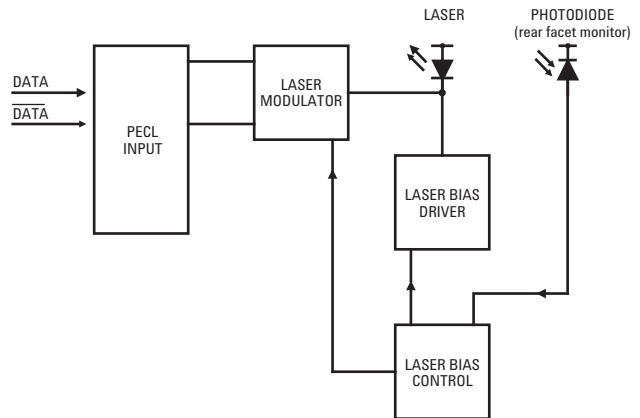 LASER
PHOTODIODE
(rear facet monitor)
DATA
DATA
PECL
INPUT
LASER
MODULATOR
LASER BIAS
DRIVER
LASER BIAS
CONTROL